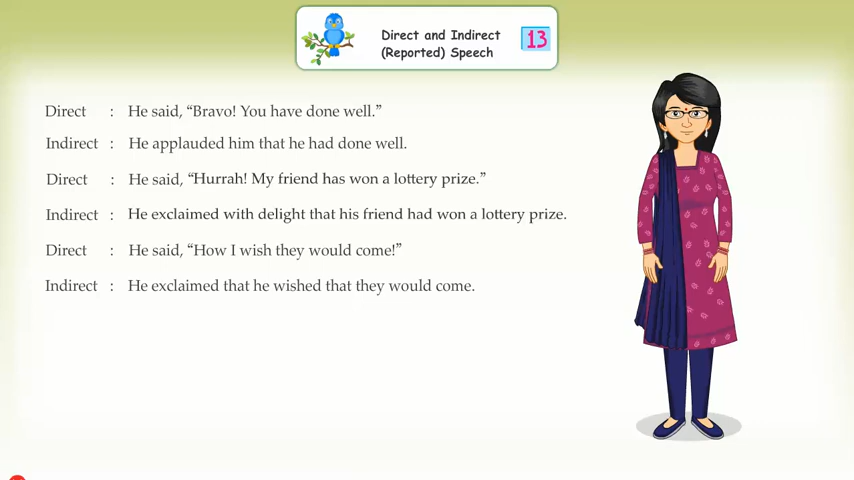 Direct and Indirect
(Reported) Speech
13
Direct : He said, “Bravo! You have done well.”
Indirect : He applauded him that he had done well.
Direct : He said, “Hurrah! My friend has won a lottery prize.”
Indirect : He exclaimed with delight that his friend had won a lottery prize.
Direct : He said, “How I wish they would come!”
Indirect : He exclaimed that he wished that they would come.